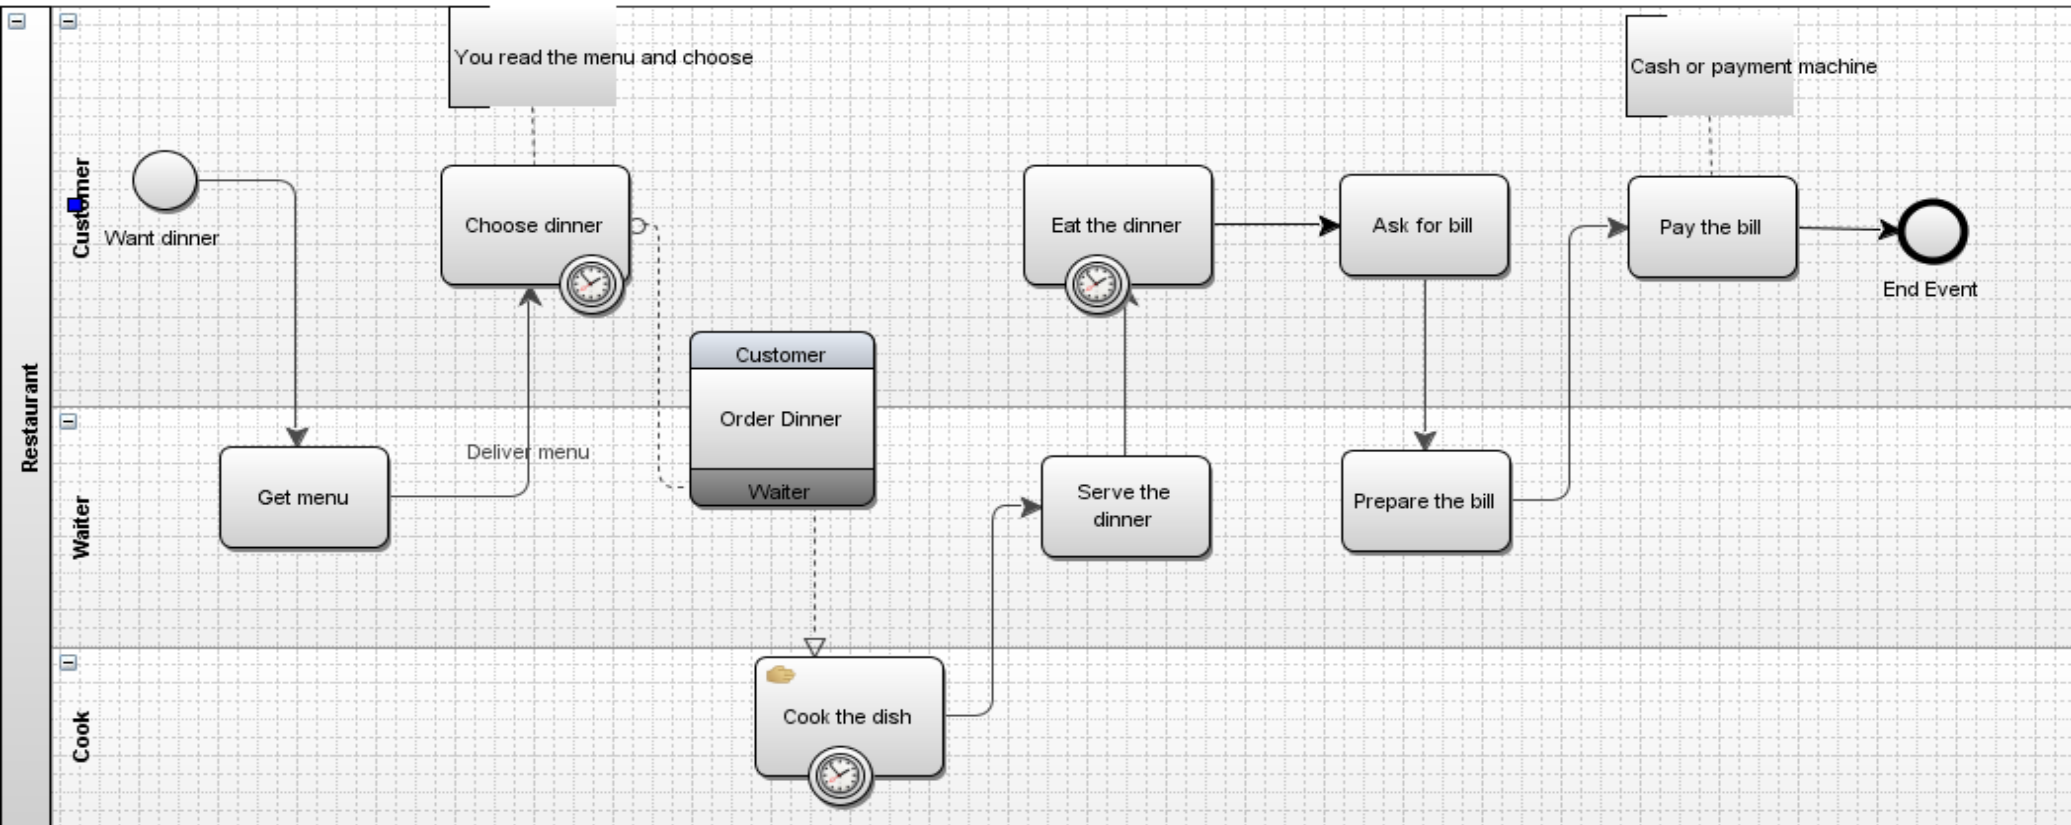 Restaurant
Customer
Want dinner
You read the menu and choose
Choose dinner
Eat the dinner
Ask for bill
Cash or payment machine
Pay the bill
End Event
Customer
Order Dinner
Waiter
Waiter
Get menu
Deliver menu
Serve the
dinner
Prepare the bill
Cook
Cook the dish